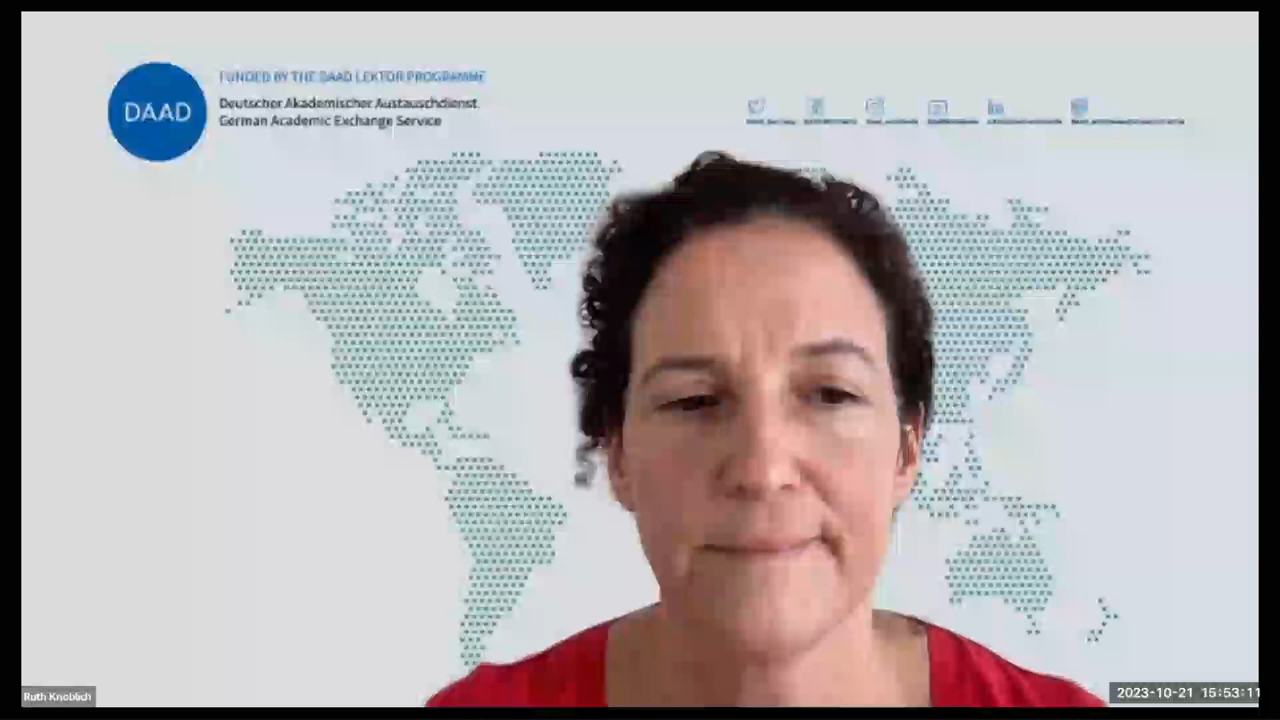 DAAD
FUNDED BY THE DAAD LEKTOR PROGRAMME
Deutscher Akademischer Austauschdienst
German Academic Exchange Service
Ruth Knoblich
2023-10-21 15:53:11